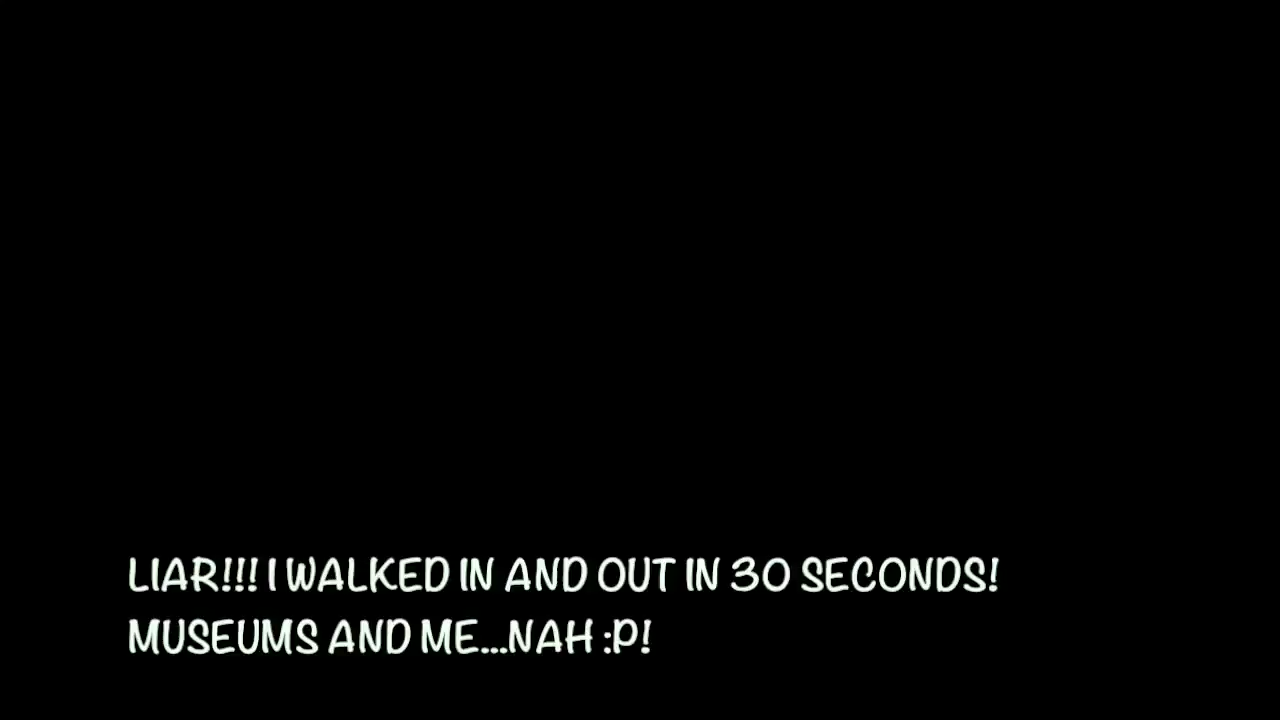 LIAR!!! I WALKED IN AND OUT IN 30 SECONDS!
MUSEUMS AND ME...NAH :P!